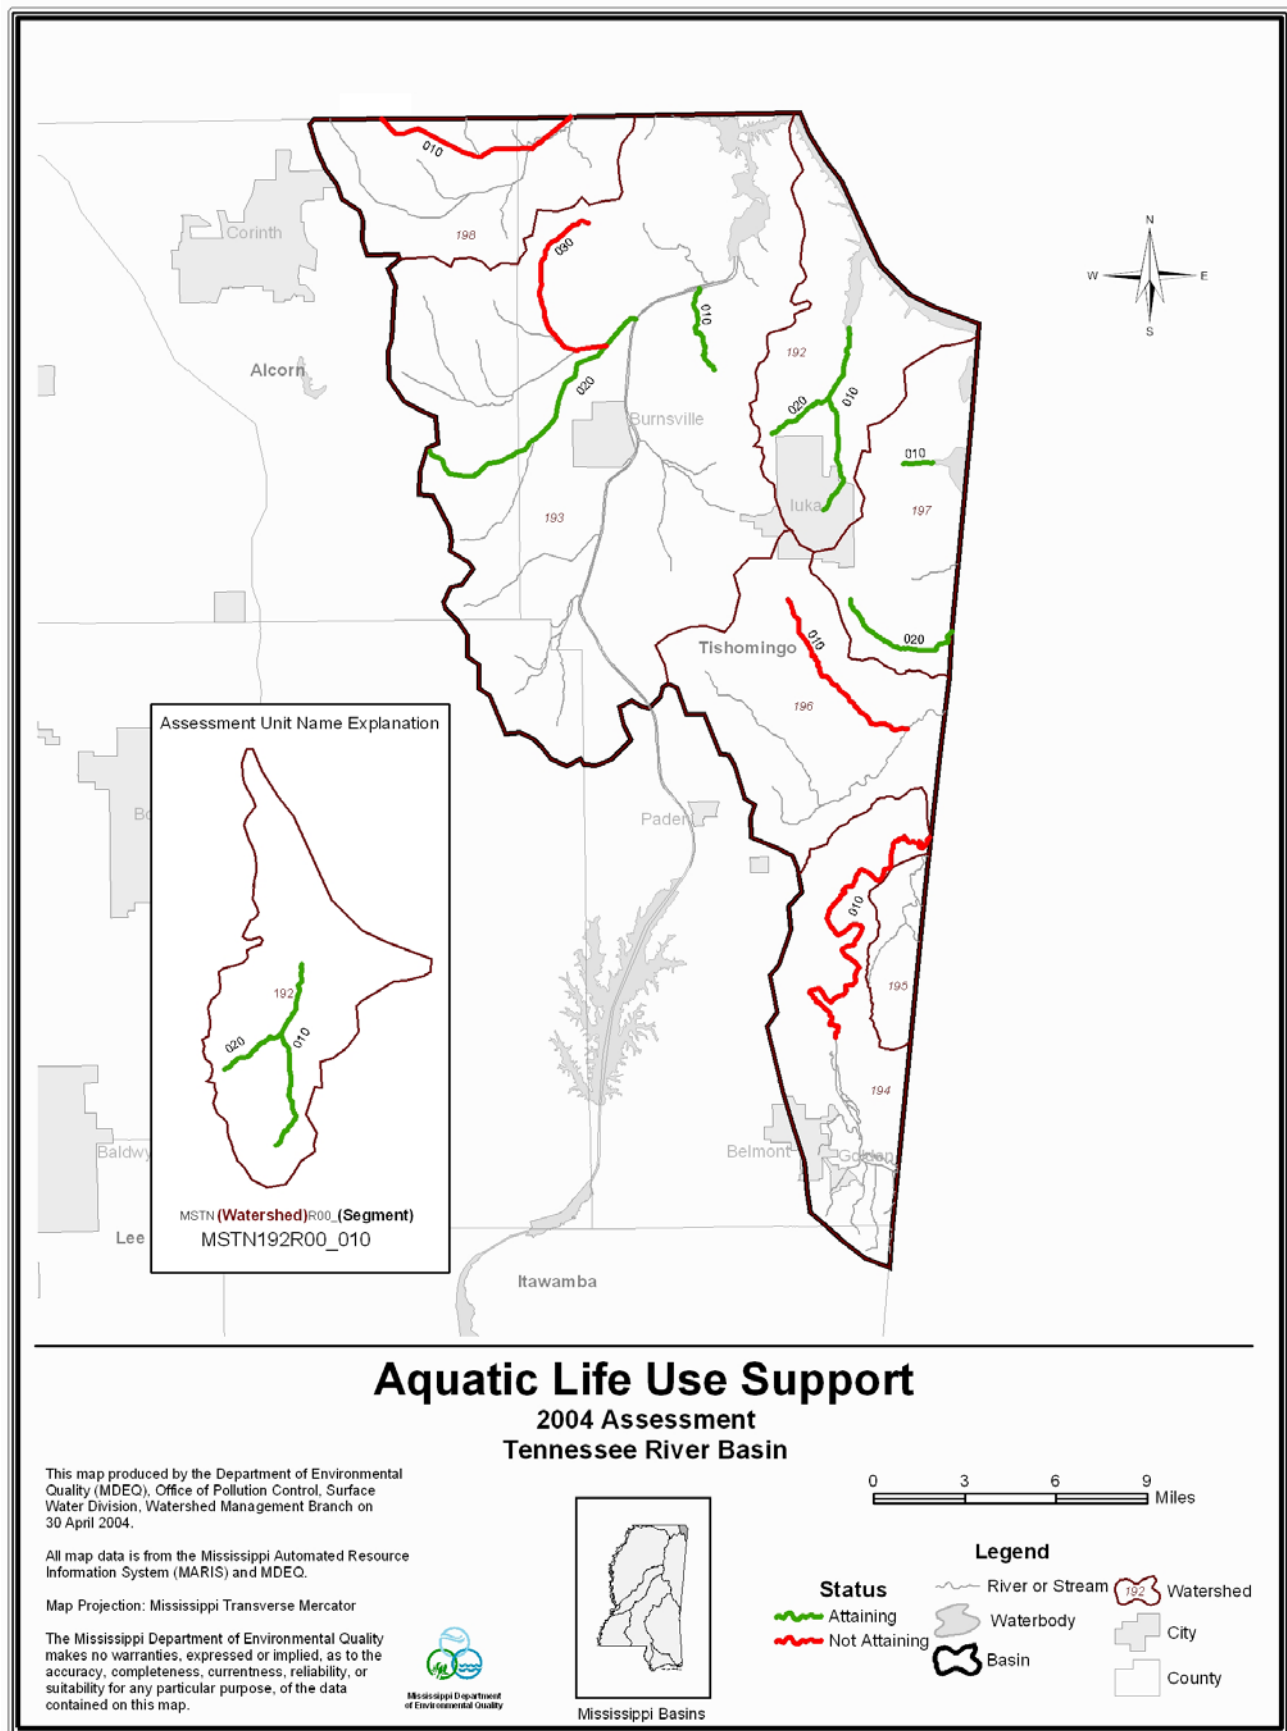 010
198
Corinth
030
N
W E
S
010
192
Alcorn
020
020
010
Burnsville
010
Iuka
197
193
Tishomingo
010
020
196
Assessment Unit Name Explanation
Paden
010
192
020
010
195
194
Belmont
Golden
Baldwy
MSTN (Watershed)R00_(Segment)
MSTN192R00_010
Lee
Itawamba
Aquatic Life Use Support
2004 Assessment
Tennessee River Basin
This map produced by the Department of Environmental
Quality (MDEQ), Office of Pollution Control, Surface
Water Division, Watershed Management Branch on
30 April 2004.
All map data is from the Mississippi Automated Resource
Information System (MARIS) and MDEQ.
Map Projection: Mississippi Transverse Mercator
The Mississippi Department of Environmental Quality
makes no warranties, expressed or implied, as to the
accuracy, completeness, currentness, reliability, or
suitability for any particular purpose, of the data
contained on this map.
Mississippi Department
of Environmental Quality
Mississippi Basins
0 3 6 9
Miles
Legend
Status
Attaining
Not Attaining
River or Stream
Waterbody
Basin
192 Watershed
City
County